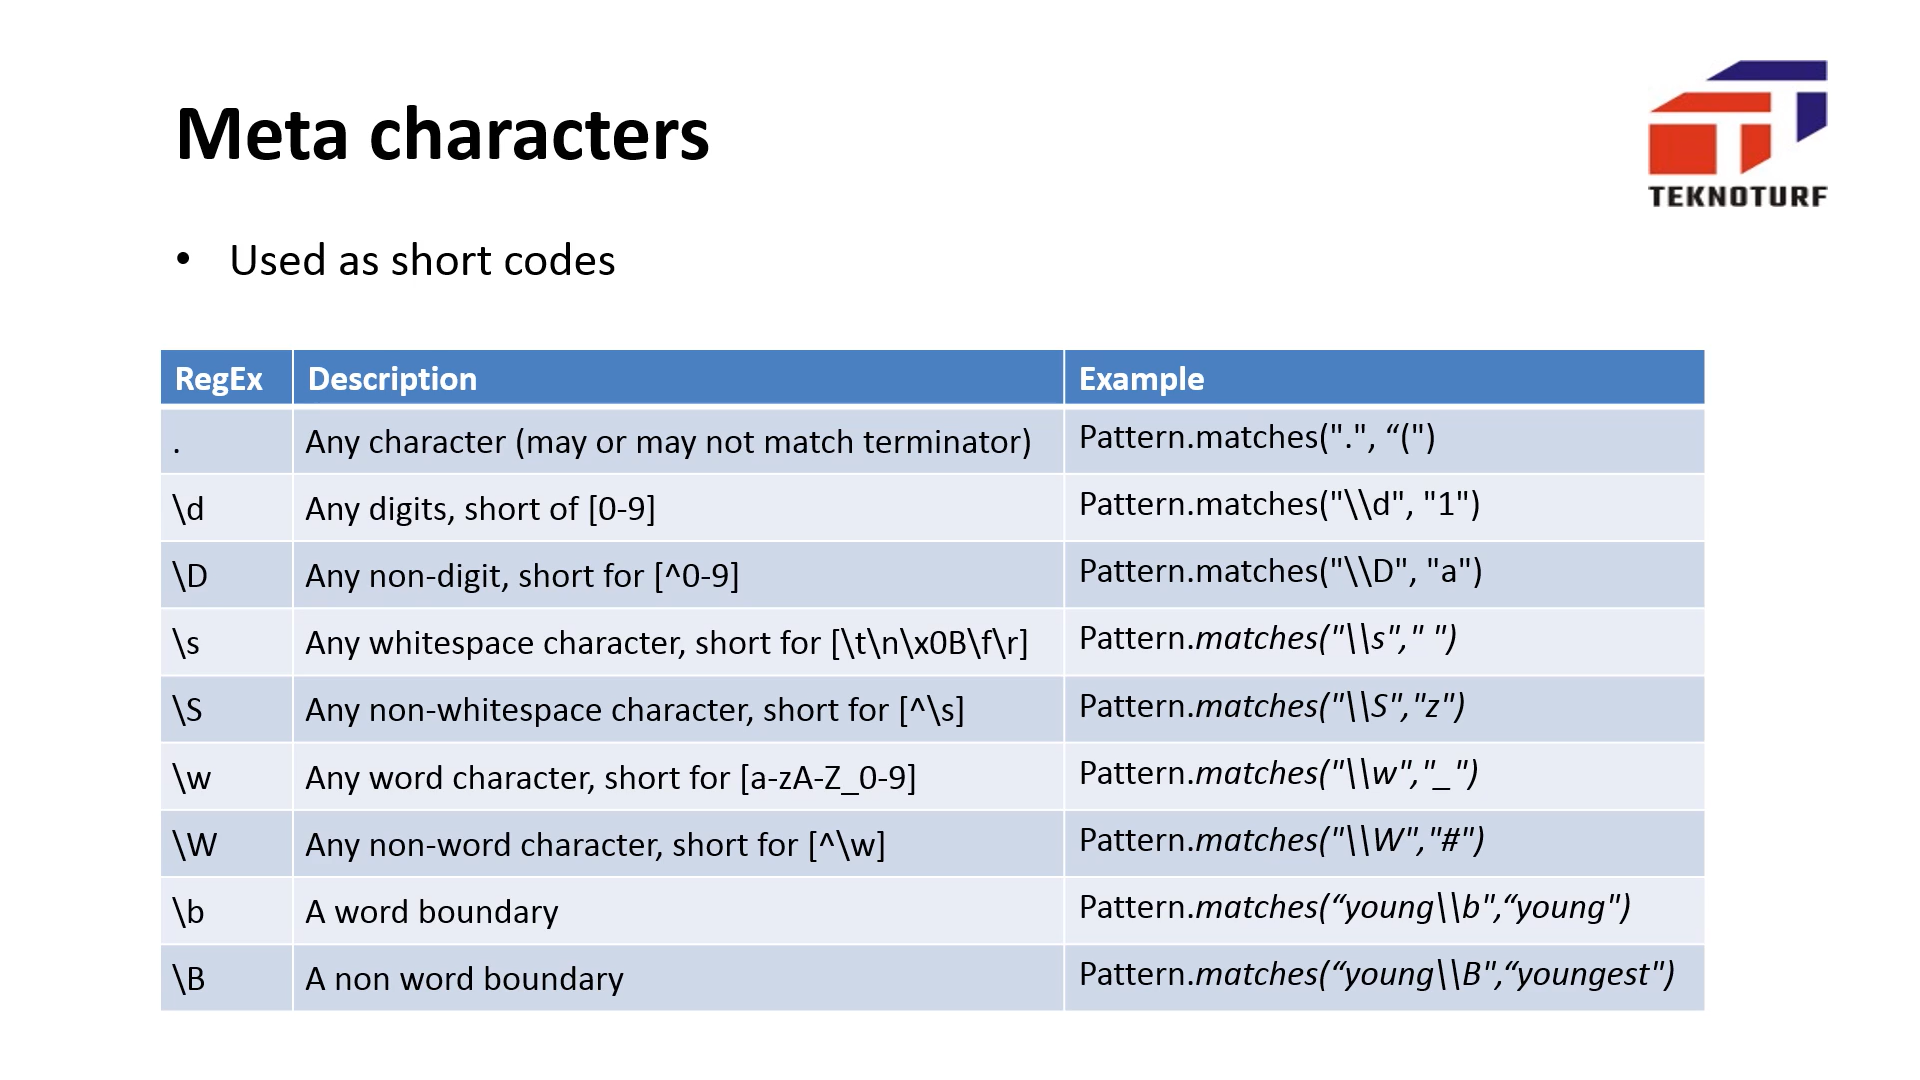 Meta characters
TEKNOTURF
• Used as short codes
RegEx Description Example
. Any character (may or may not match terminator) Pattern.matches(".", “(")
\d Any digits, short of [0-9] Pattern.matches("\\d", "1")
\D Any non-digit, short for [^0-9] Pattern.matches("\\D", "a")
\s Any whitespace character, short for [\t\n\x0B\f\r] Pattern.matches("\\s"," ")
\S Any non-whitespace character, short for [^\s] Pattern.matches("\\S","z")
\w Any word character, short for [a-zA-Z_0-9] Pattern.matches("\\w","_")
\W Any non-word character, short for [^\w] Pattern.matches("\\W","#")
\b A word boundary Pattern.matches(“young\\b",“young")
\B A non word boundary Pattern.matches(“young\\B",“youngest")